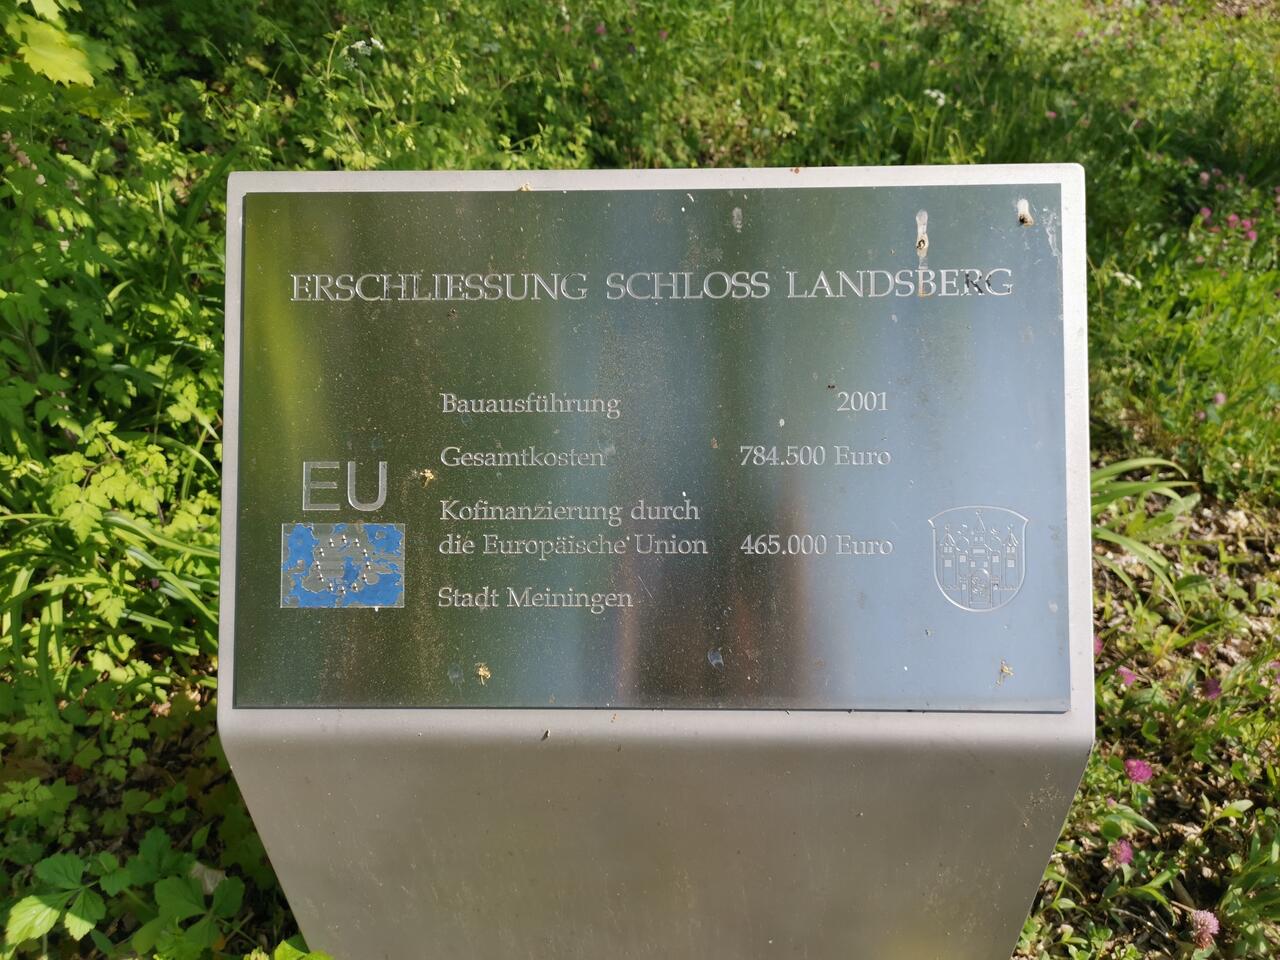 ERSCHLIESSUNG SCHLOSS LANDSBERG
Bauausführung 2001
Gesamtkosten 784.500 Euro
EU
Kofinanzierung durch
die Europäische Union 465.000 Euro
Stadt Meiningen